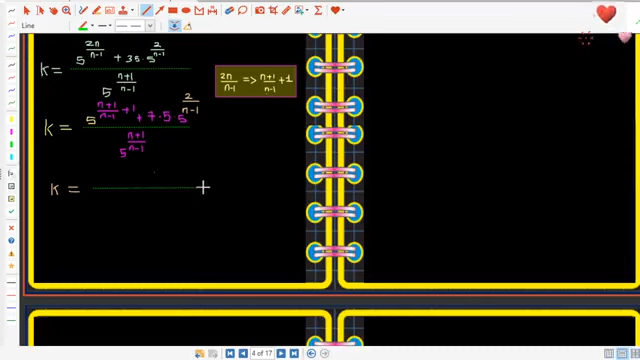 Line
K = (5^(2n/(n-1)) + 35·5^(2/(n-1))) / 5^((n+1)/(n-1))
2n/(n-1) => (n+1)/(n-1) + 1
K = (5^((n+1)/(n-1) + 1) + 7·5·5^(2/(n-1))) / 5^((n+1)/(n-1))
K =
4 of 17